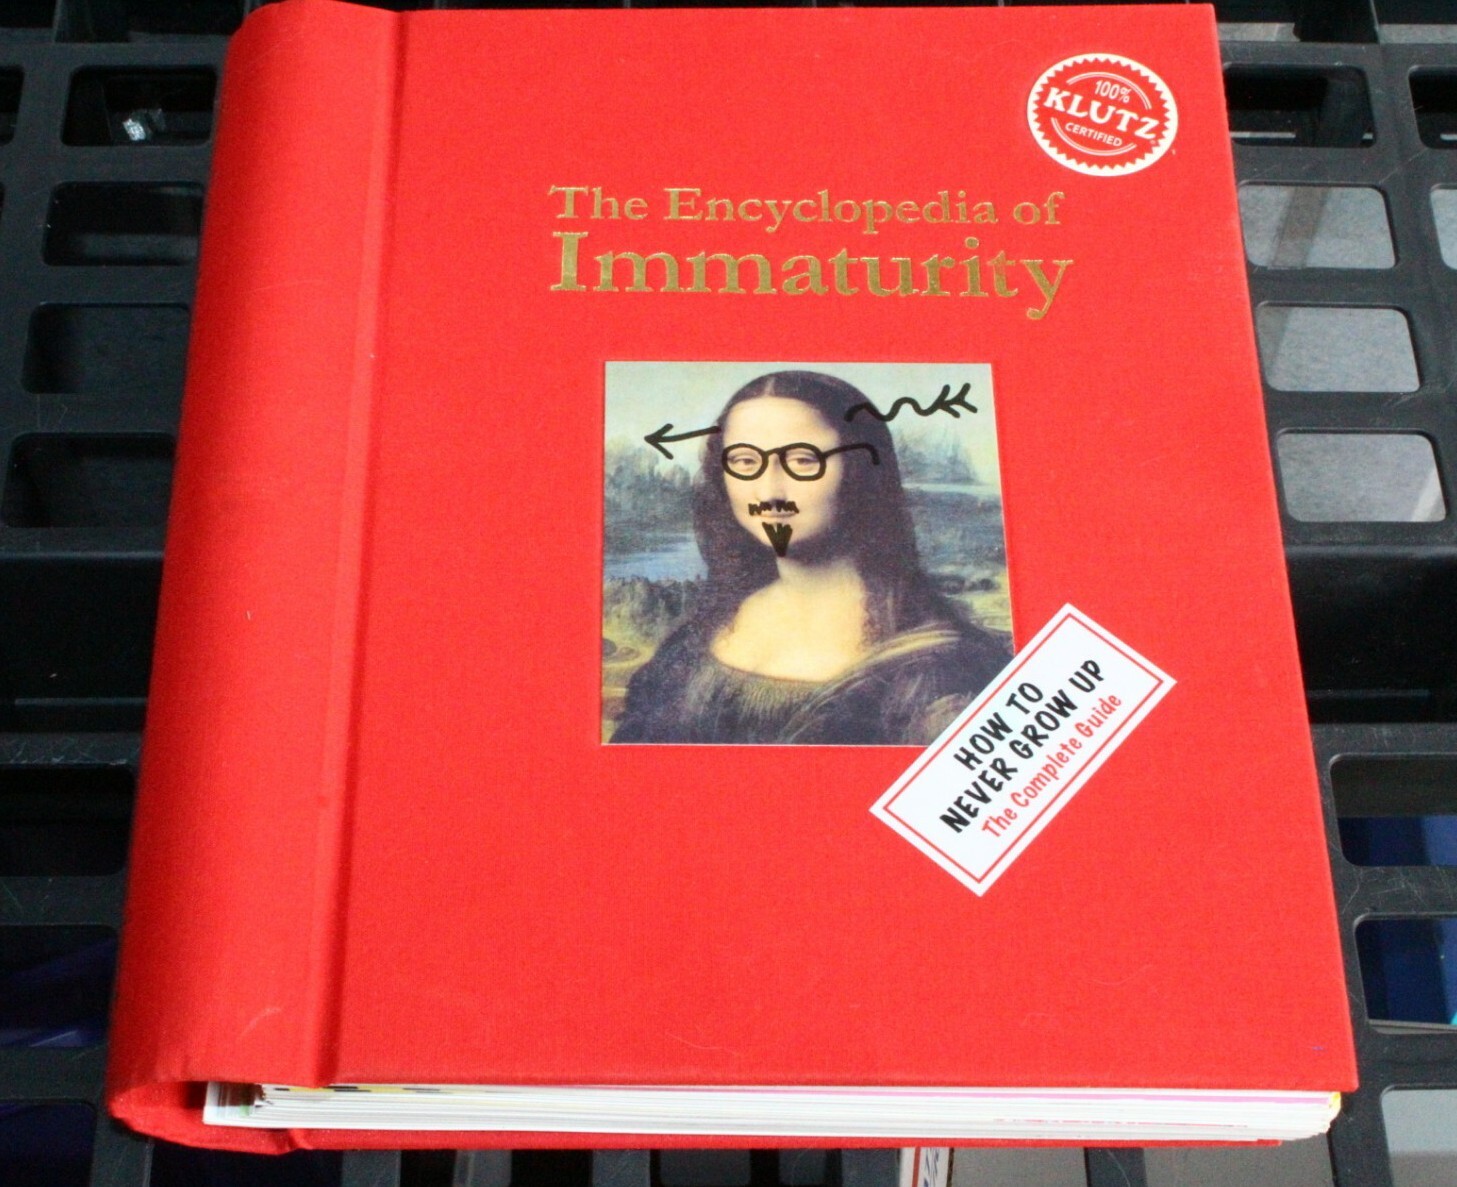 100%
KLUTZ
CERTIFIED
The Encyclopedia of
Immaturity
HOW TO
NEVER GROW UP
The Complete Guide